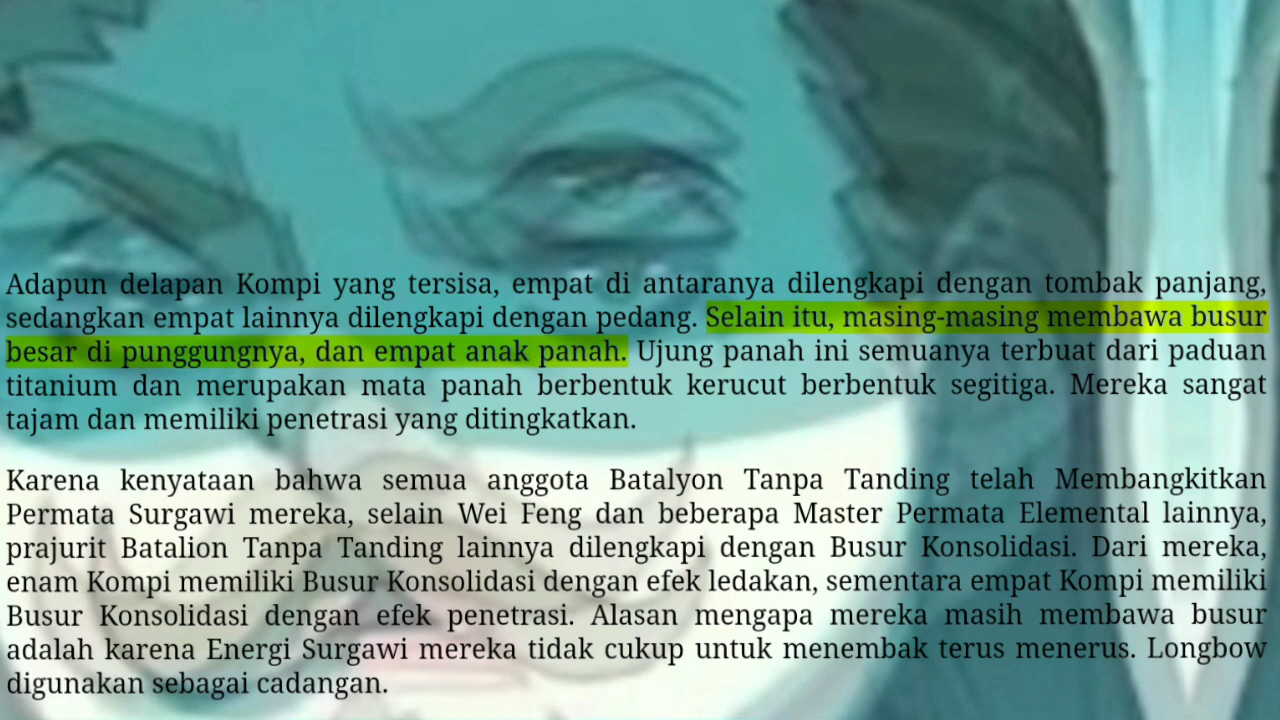 Adapun delapan Kompi yang tersisa, empat di antaranya dilengkapi dengan tombak panjang,
sedangkan empat lainnya dilengkapi dengan pedang. Selain itu, masing-masing membawa busur
besar di punggungnya, dan empat anak panah. Ujung panah ini semuanya terbuat dari paduan
titanium dan merupakan mata panah berbentuk kerucut berbentuk segitiga. Mereka sangat
tajam dan memiliki penetrasi yang ditingkatkan.
Karena kenyataan bahwa semua anggota Batalyon Tanpa Tanding telah Membangkitkan
Permata Surgawi mereka, selain Wei Feng dan beberapa Master Permata Elemental lainnya,
prajurit Batalion Tanpa Tanding lainnya dilengkapi dengan Busur Konsolidasi. Dari mereka,
enam Kompi memiliki Busur Konsolidasi dengan efek ledakan, sementara empat Kompi memiliki
Busur Konsolidasi dengan efek penetrasi. Alasan mengapa mereka masih membawa busur
adalah karena Energi Surgawi mereka tidak cukup untuk menembak terus menerus. Longbow
digunakan sebagai cadangan.